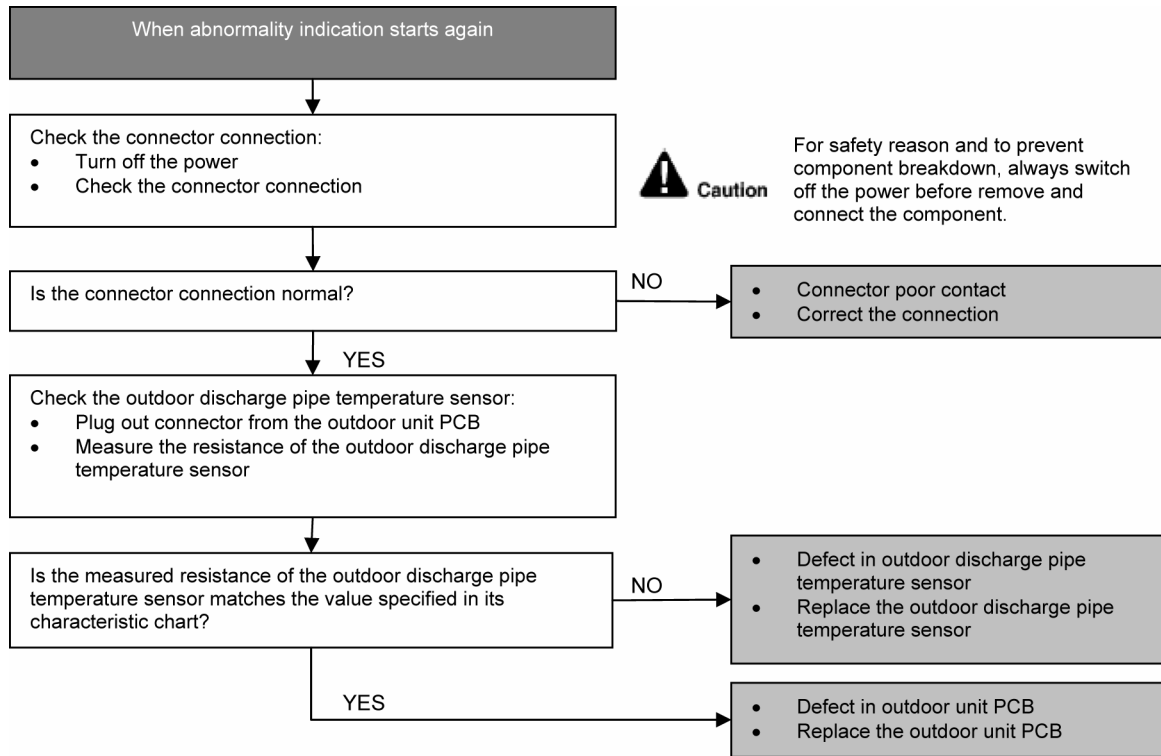 When abnormality indication starts again
Check the connector connection:
• Turn off the power
• Check the connector connection
Caution
For safety reason and to prevent
component breakdown, always switch
off the power before remove and
connect the component.
Is the connector connection normal?
NO
• Connector poor contact
• Correct the connection
YES
Check the outdoor discharge pipe temperature sensor:
• Plug out connector from the outdoor unit PCB
• Measure the resistance of the outdoor discharge pipe
temperature sensor
Is the measured resistance of the outdoor discharge pipe
temperature sensor matches the value specified in its
characteristic chart?
NO
• Defect in outdoor discharge pipe
temperature sensor
• Replace the outdoor discharge pipe
temperature sensor
YES
• Defect in outdoor unit PCB
• Replace the outdoor unit PCB